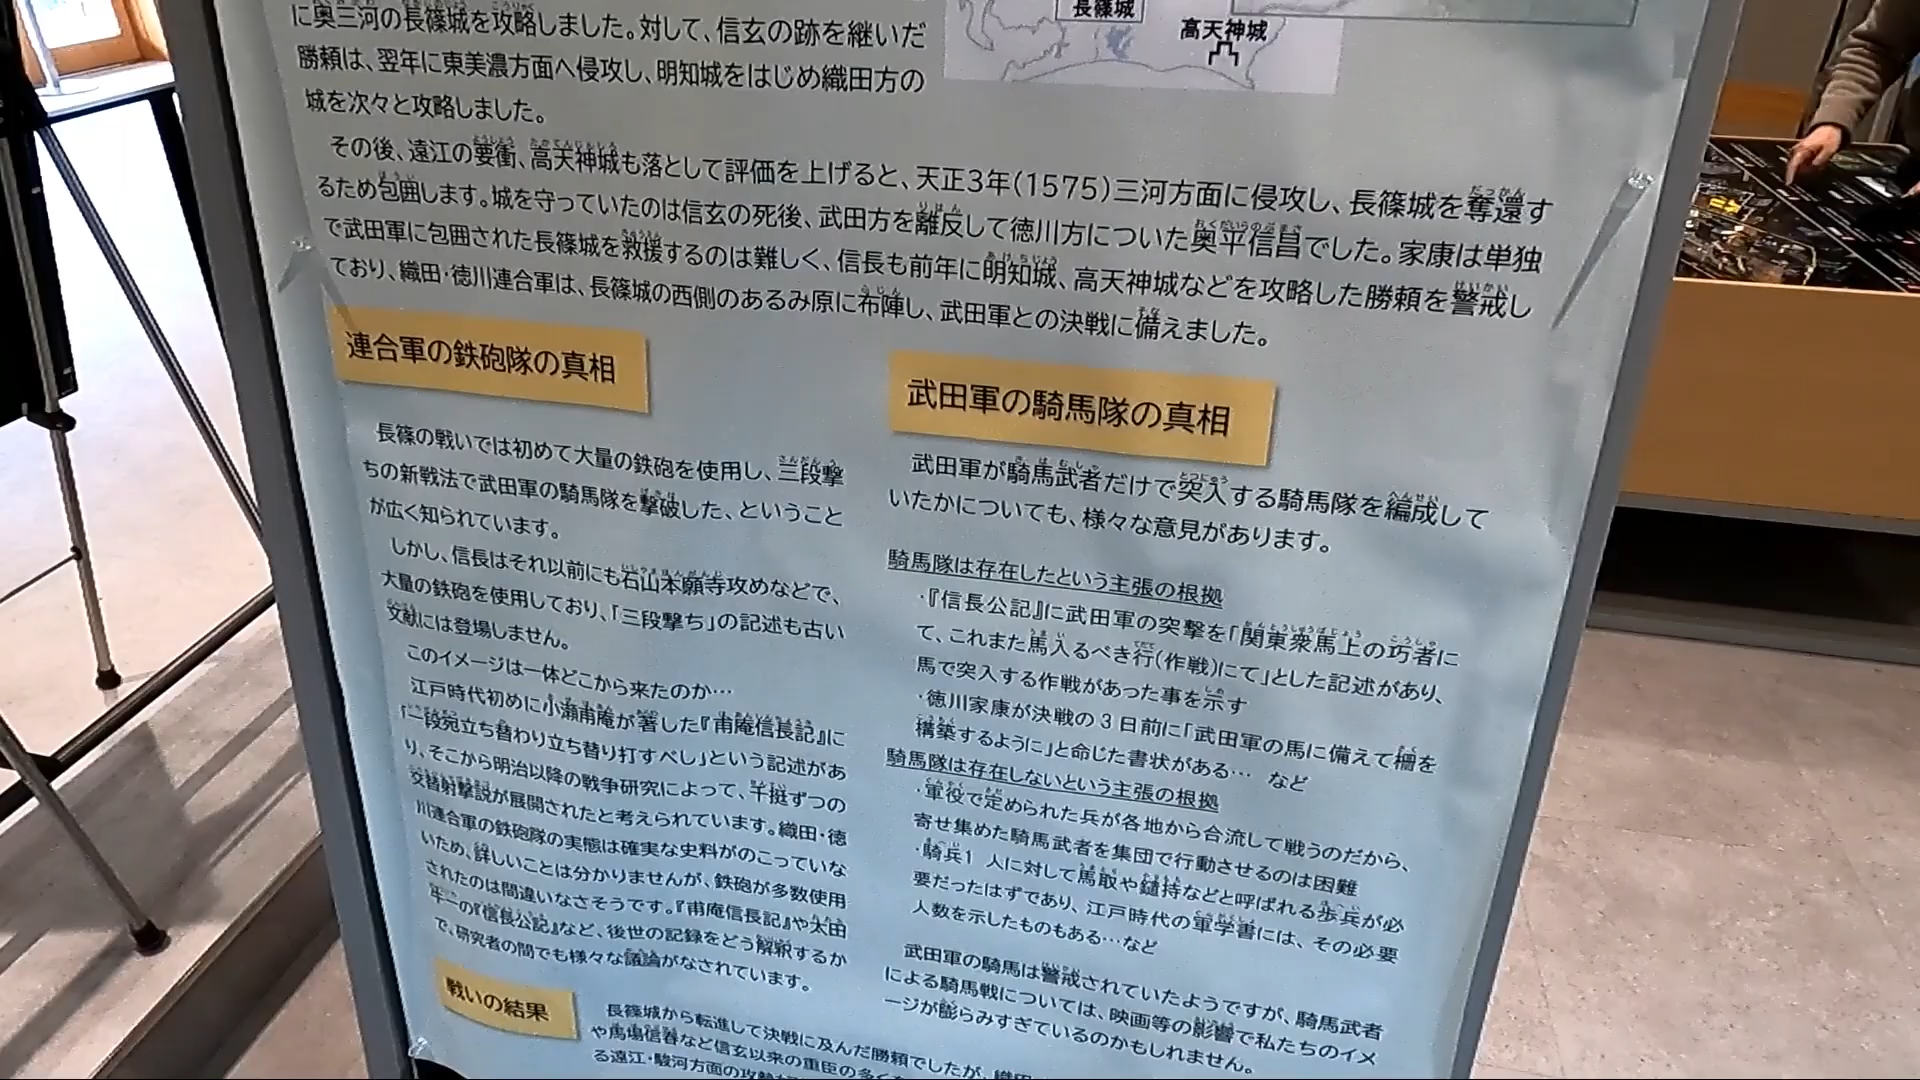 長篠城
高天神城
に奥三河の長篠城を攻略しました。対して、信玄の跡を継いだ
勝頼は、翌年に東美濃方面へ侵攻し、明知城をはじめ織田方の
城を次々と攻略しました。
その後、遠江の要衝、高天神城も落として評価を上げると、天正3年(1575)三河方面に侵攻し、長篠城を奪還す
るため包囲します。城を守っていたのは信玄の死後、武田方を離反して徳川方についた奥平信昌でした。家康は単独
で武田軍に包囲された長篠城を救援するのは難しく、信長も前年に明知城、高天神城などを攻略した勝頼を警戒し
ており、織田・徳川連合軍は、長篠城の西側のあるみ原に布陣し、武田軍との決戦に備えました。
連合軍の鉄砲隊の真相
長篠の戦いでは初めて大量の鉄砲を使用し、三段撃
ちの新戦法で武田軍の騎馬隊を撃破した、ということ
が広く知られています。
しかし、信長はそれ以前にも石山本願寺攻めなどで、
大量の鉄砲を使用しており、「三段撃ち」の記述も古い
文献には登場しません。
このイメージは一体どこから来たのか…
江戸時代初めに小瀬甫庵が著した『甫庵信長記』に
「一段宛立ち替わり立ち替り打すべし」という記述があ
り、そこから明治以降の戦争研究によって、千挺ずつの
交替射撃説が展開されたと考えられています。織田・徳
川連合軍の鉄砲隊の実態は確実な史料がのこっていな
いため、詳しいことは分かりませんが、鉄砲が多数使用
されたのは間違いなさそうです。『甫庵信長記』や太田
牛一の『信長公記』など、後世の記録をどう解釈するか
で、研究者の間でも様々な議論がなされています。
武田軍の騎馬隊の真相
武田軍が騎馬武者だけで突入する騎馬隊を編成して
いたかについても、様々な意見があります。
騎馬隊は存在したという主張の根拠
・『信長公記』に武田軍の突撃を「関東衆馬上の巧者に
て、これまた馬入るべき行(作戦)にて」とした記述があり、
馬で突入する作戦があった事を示す
・徳川家康が決戦の3日前に「武田軍の馬に備えて柵を
構築するように」と命じた書状がある… など
騎馬隊は存在しないという主張の根拠
・軍役で定められた兵が各地から合流して戦うのだから、
寄せ集めた騎馬武者を集団で行動させるのは困難
・騎兵1 人に対して馬取や鑓持などと呼ばれる歩兵が必
要だったはずであり、江戸時代の軍学書には、その必要
人数を示したものもある…など
武田軍の騎馬は警戒されていたようですが、騎馬武者
による騎馬戦については、映画等の影響で私たちのイメ
ージが膨らみすぎているのかもしれません。
戦いの結果
長篠城から転進して決戦に及んだ勝頼でしたが、織田
や馬場信春など信玄以来の重臣の多く
る遠江・駿河方面の攻勢